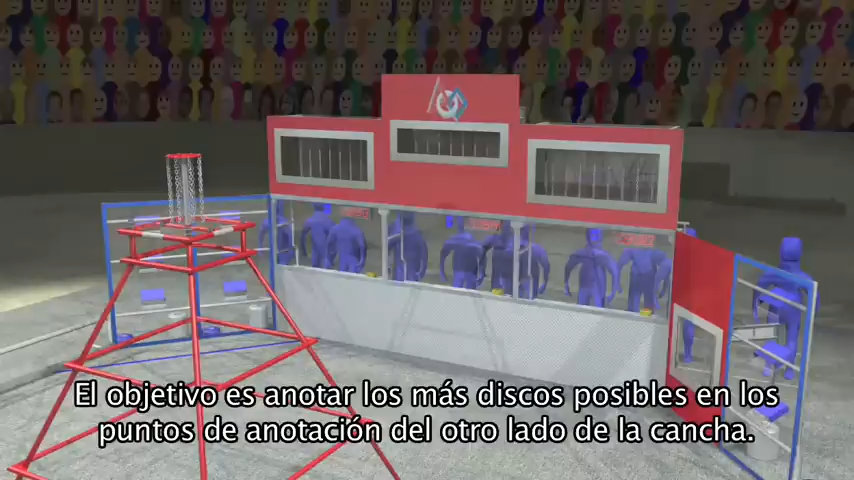 El objetivo es anotar los más discos posibles en los
puntos de anotación del otro lado de la cancha.